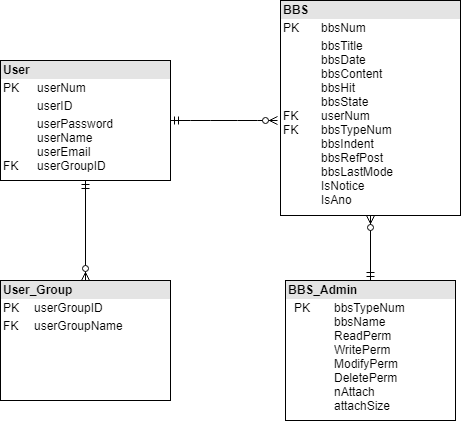 User
PK userNum
userID
userPassword
userName
userEmail
FK userGroupID
BBS
PK bbsNum
bbsTitle
bbsDate
bbsContent
bbsHit
bbsState
FK userNum
FK bbsTypeNum
bbsIndent
bbsRefPost
bbsLastMode
IsNotice
IsAno
User_Group
PK userGroupID
FK userGroupName
BBS_Admin
PK bbsTypeNum
bbsName
ReadPerm
WritePerm
ModifyPerm
DeletePerm
nAttach
attachSize